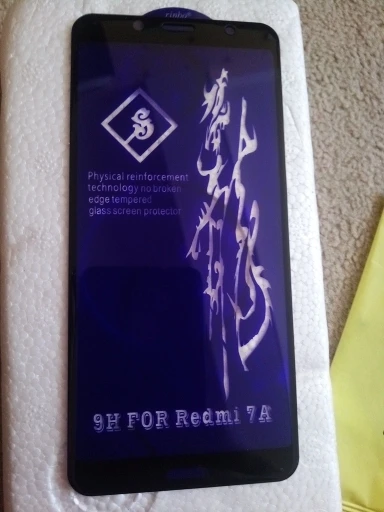 Physical reinforcement
technology no broken
edge tempered
glass screen protector
9H FOR Redmi 7A